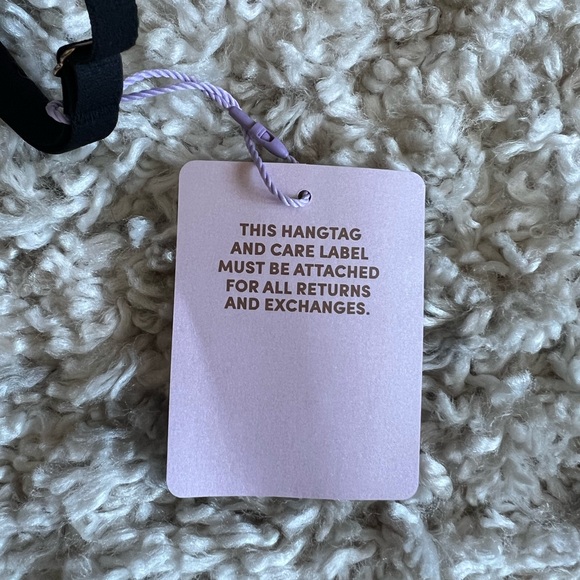 THIS HANGTAG
AND CARE LABEL
MUST BE ATTACHED
FOR ALL RETURNS
AND EXCHANGES.